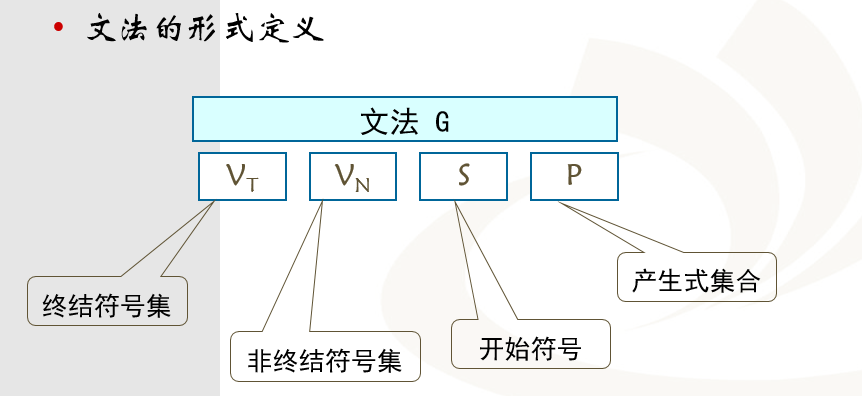 • 文法的形式定义
文法 G
V_T V_N S P
终结符号集
非终结符号集
开始符号
产生式集合